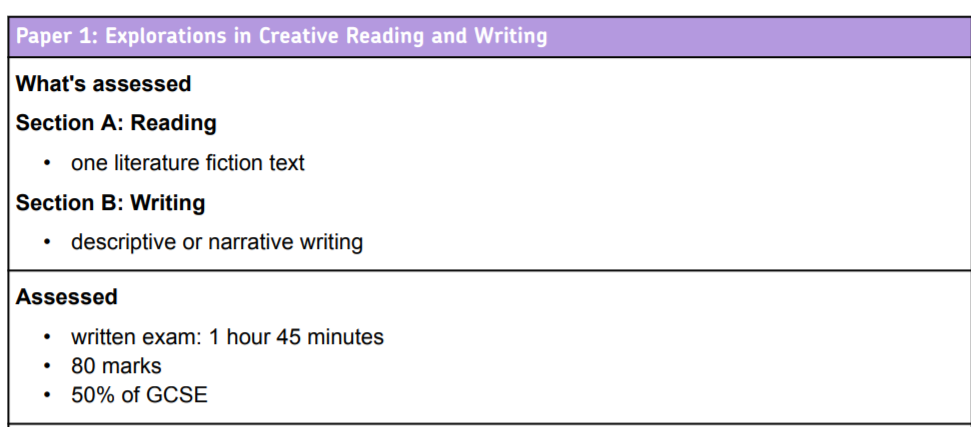 Paper 1: Explorations in Creative Reading and Writing
What's assessed
Section A: Reading
• one literature fiction text
Section B: Writing
• descriptive or narrative writing
Assessed
• written exam: 1 hour 45 minutes
• 80 marks
• 50% of GCSE